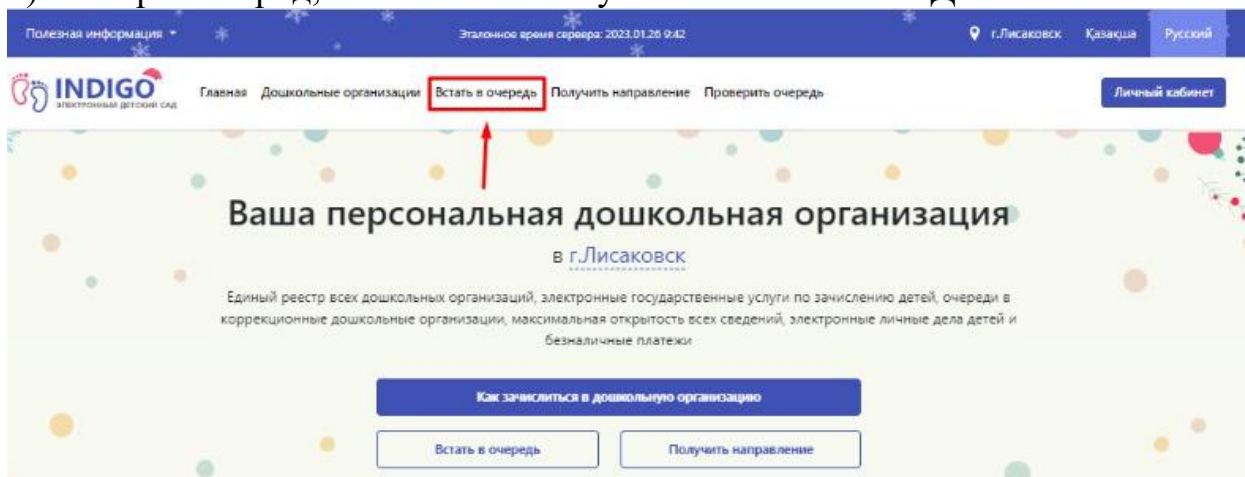 Полезная информация
Эталонное время сервера: 2023.01.26 9:42
г.Лисаковск Қазақша Русский
INDIGO
ЭЛЕКТРОННЫЙ ДЕТСКИЙ САД
Главная Дошкольные организации Встать в очередь Получить направление Проверить очередь
Личный кабинет
Ваша персональная дошкольная организация
в г.Лисаковск
Единый реестр всех дошкольных организаций, электронные государственные услуги по зачислению детей, очереди в
коррекционные дошкольные организации, максимальная открытость всех сведений, электронные личные дела детей и
безналичные платежи
Как зачислиться в дошкольную организацию
Встать в очередь Получить направление